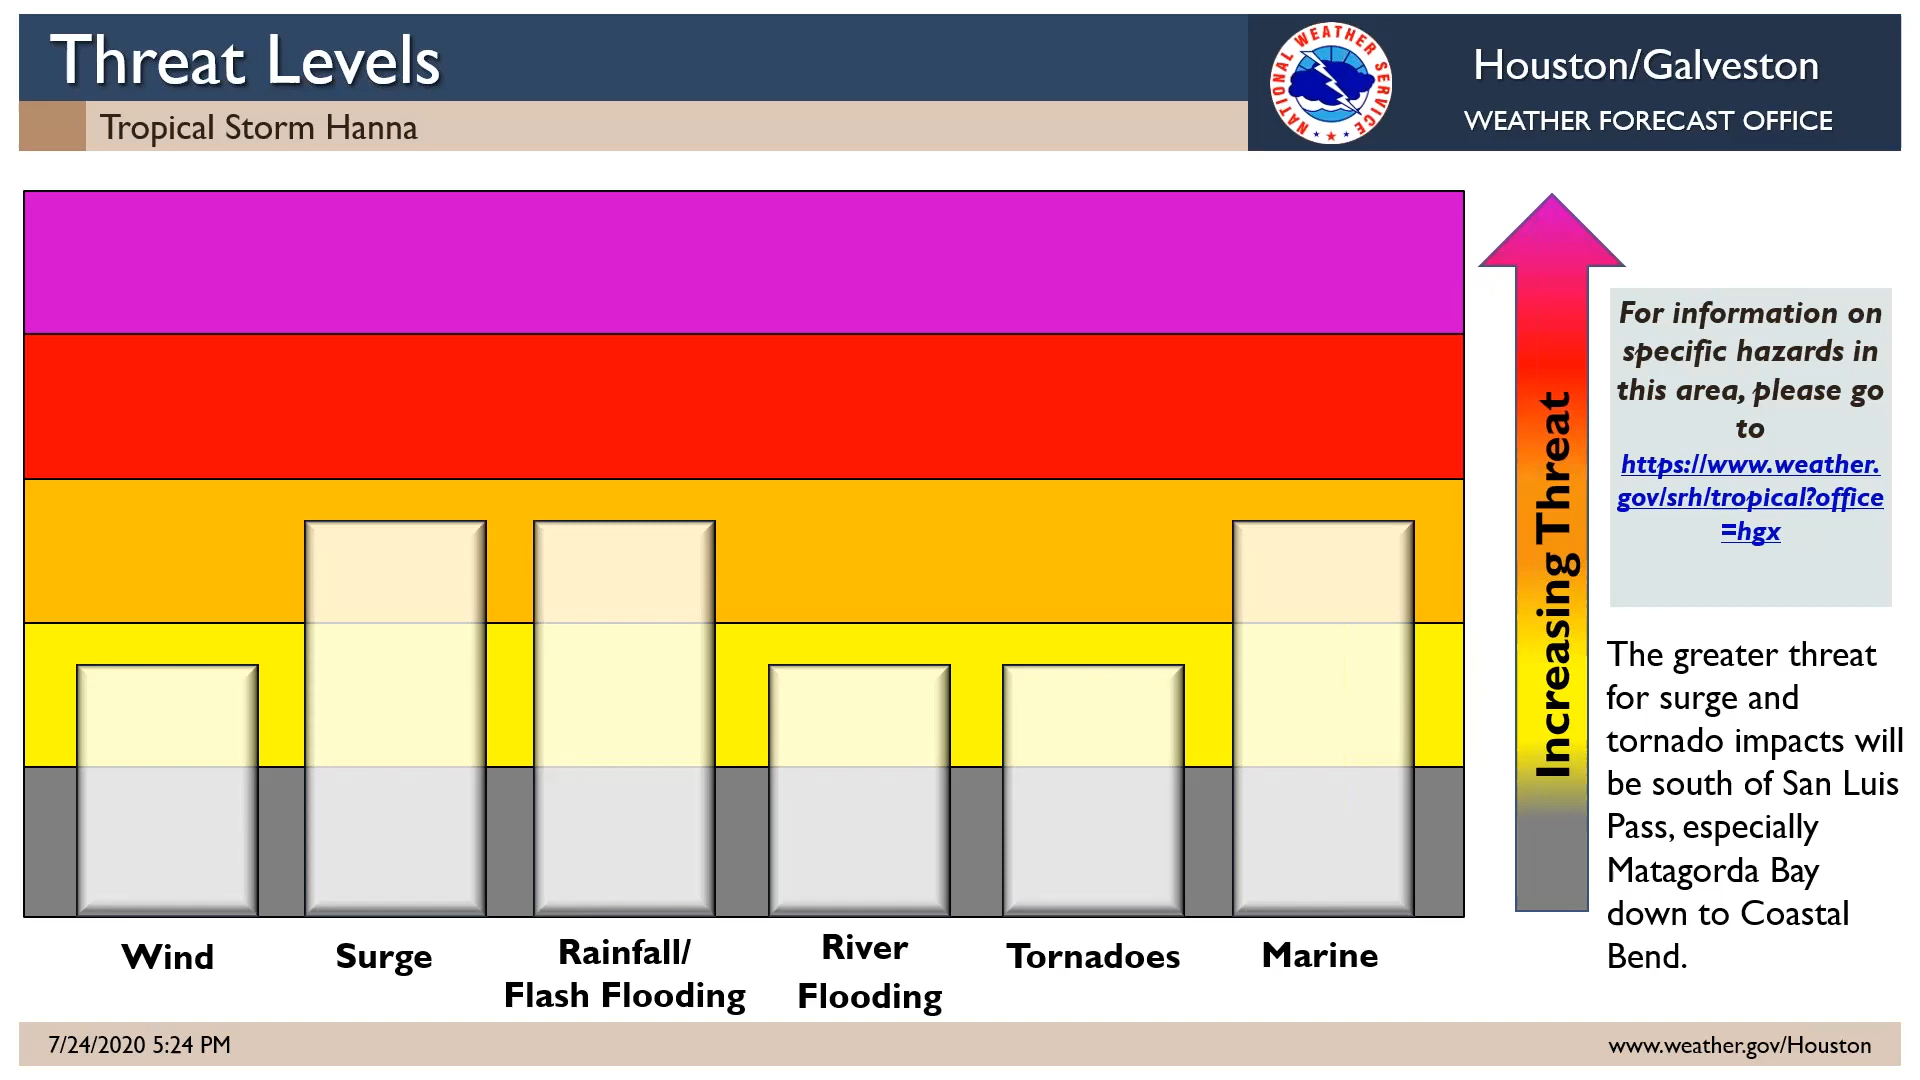 Threat Levels
Tropical Storm Hanna
NATIONAL WEATHER SERVICE
Houston/Galveston
WEATHER FORECAST OFFICE
Increasing Threat
For information on
specific hazards in
this area, please go
to
https://www.weather.
gov/srh/tropical?office
=hgx
The greater threat
for surge and
tornado impacts will
be south of San Luis
Pass, especially
Matagorda Bay
down to Coastal
Bend.
Wind
Surge
Rainfall/
Flash Flooding
River
Flooding
Tornadoes
Marine
7/24/2020 5:24 PM
www.weather.gov/Houston